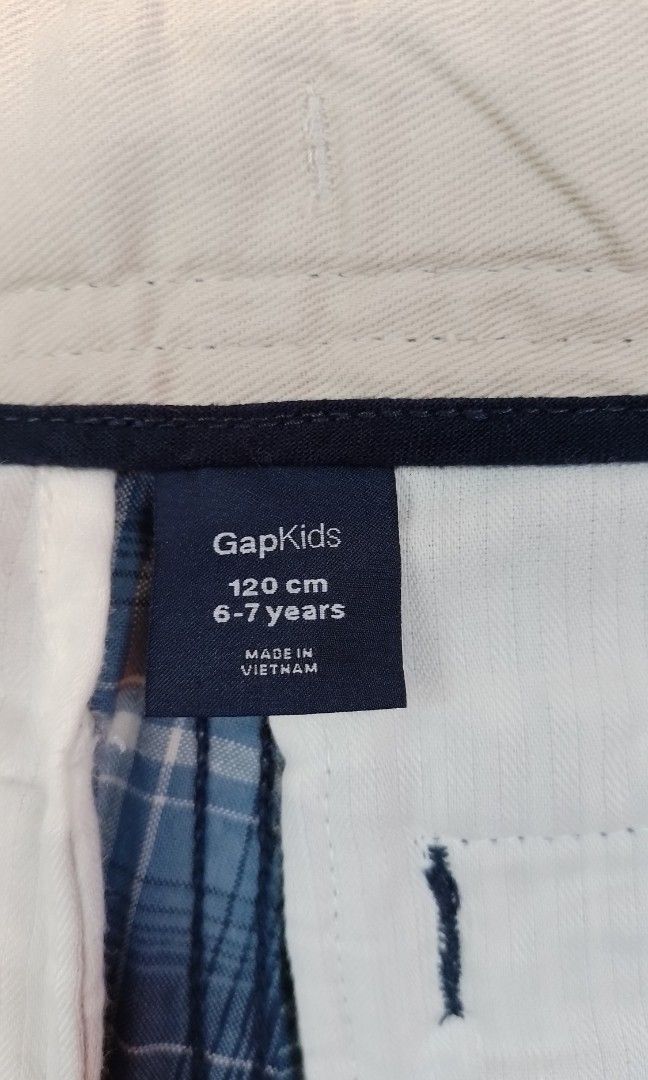 GapKids
120 cm
6-7 years
MADE IN
VIETNAM